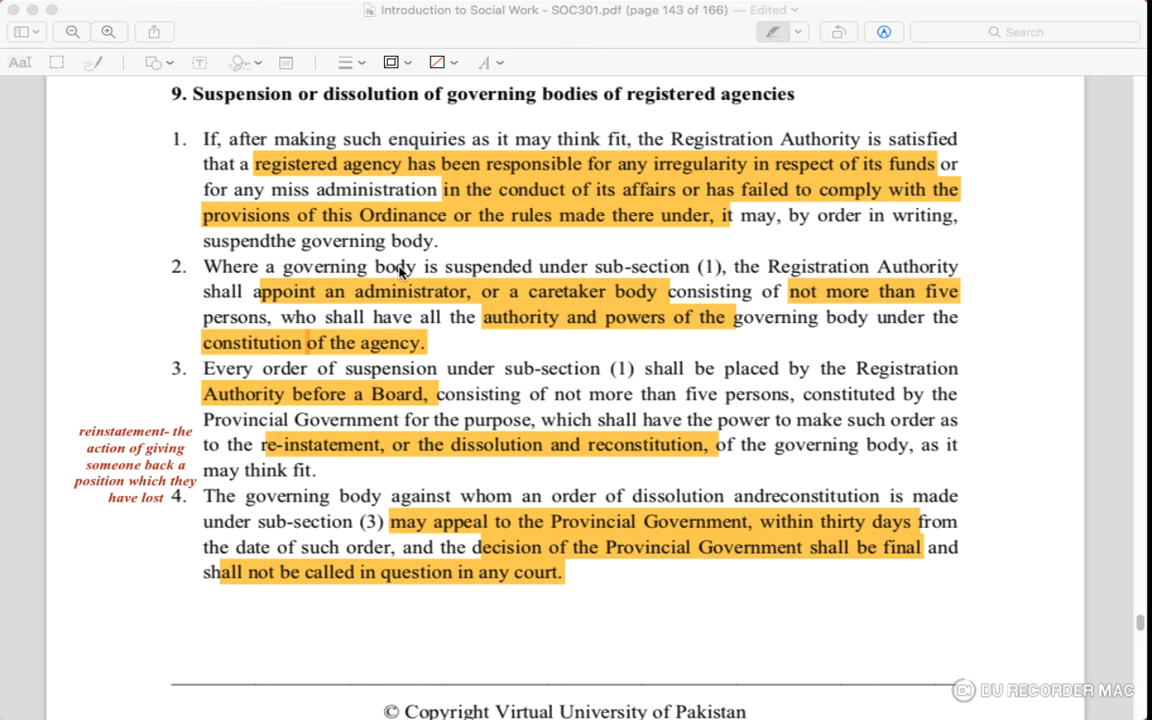 Introduction to Social Work - SOC301.pdf (page 143 of 166) — Edited
Search
AaI
T
A
9. Suspension or dissolution of governing bodies of registered agencies
1. If, after making such enquiries as it may think fit, the Registration Authority is satisfied
that a registered agency has been responsible for any irregularity in respect of its funds or
for any miss administration in the conduct of its affairs or has failed to comply with the
provisions of this Ordinance or the rules made there under, it may, by order in writing,
suspendthe governing body.
2. Where a governing body is suspended under sub-section (1), the Registration Authority
shall appoint an administrator, or a caretaker body consisting of not more than five
persons, who shall have all the authority and powers of the governing body under the
constitution of the agency.
3. Every order of suspension under sub-section (1) shall be placed by the Registration
Authority before a Board, consisting of not more than five persons, constituted by the
Provincial Government for the purpose, which shall have the power to make such order as
to the re-instatement, or the dissolution and reconstitution, of the governing body, as it
may think fit.
reinstatement- the
action of giving
someone back a
position which they
have lost
4. The governing body against whom an order of dissolution andreconstitution is made
under sub-section (3) may appeal to the Provincial Government, within thirty days from
the date of such order, and the decision of the Provincial Government shall be final and
shall not be called in question in any court.
DU RECORDER MAC
© Copyright Virtual University of Pakistan